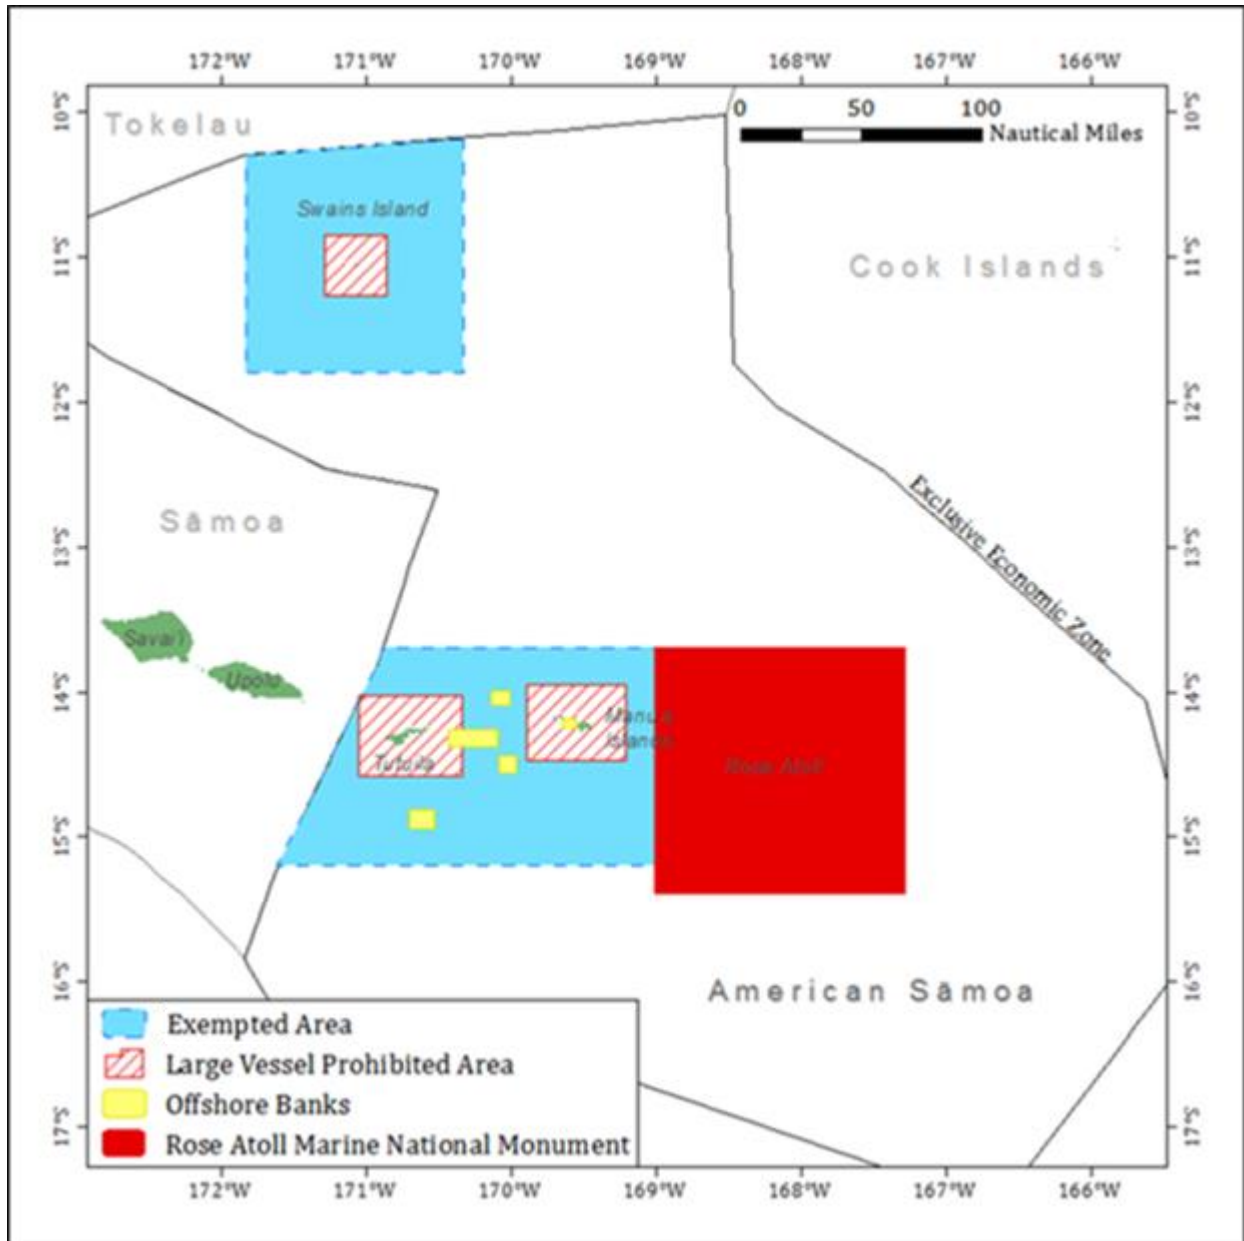 172°W 171°W 170°W 169°W 168°W 167°W 166°W
10°S
10°S
Tokelau
0 50 100
Nautical Miles
Swains Island
11°S
11°S
Cook Islands
12°S
12°S
Exclusive Economic Zone
Sāmoa
13°S
13°S
Savai'i
Upolu
14°S
14°S
Manu'a
Islands
Tutuila
Rose Atoll
15°S
15°S
American Sāmoa
16°S
16°S
Exempted Area
Large Vessel Prohibited Area
Offshore Banks
Rose Atoll Marine National Monument
17°S
17°S
172°W 171°W 170°W 169°W 168°W 167°W 166°W